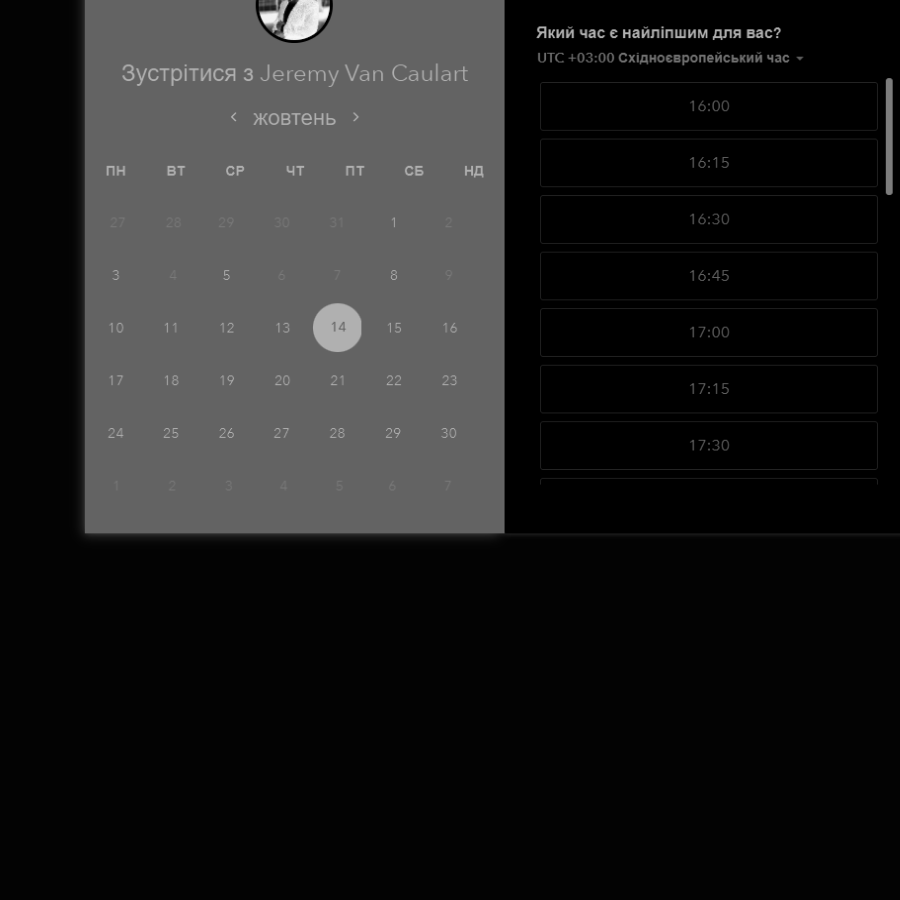 Зустрітися з Jeremy Van Caulart
жовтень
ПН ВТ СР ЧТ ПТ СБ НД
27 28 29 30 31 1 2
3 4 5 6 7 8 9
10 11 12 13 14 15 16
17 18 19 20 21 22 23
24 25 26 27 28 29 30
1 2 3 4 5 6 7
Який час є найліпшим для вас?
UTC +03:00 Східноєвропейський час
16:00
16:15
16:30
16:45
17:00
17:15
17:30